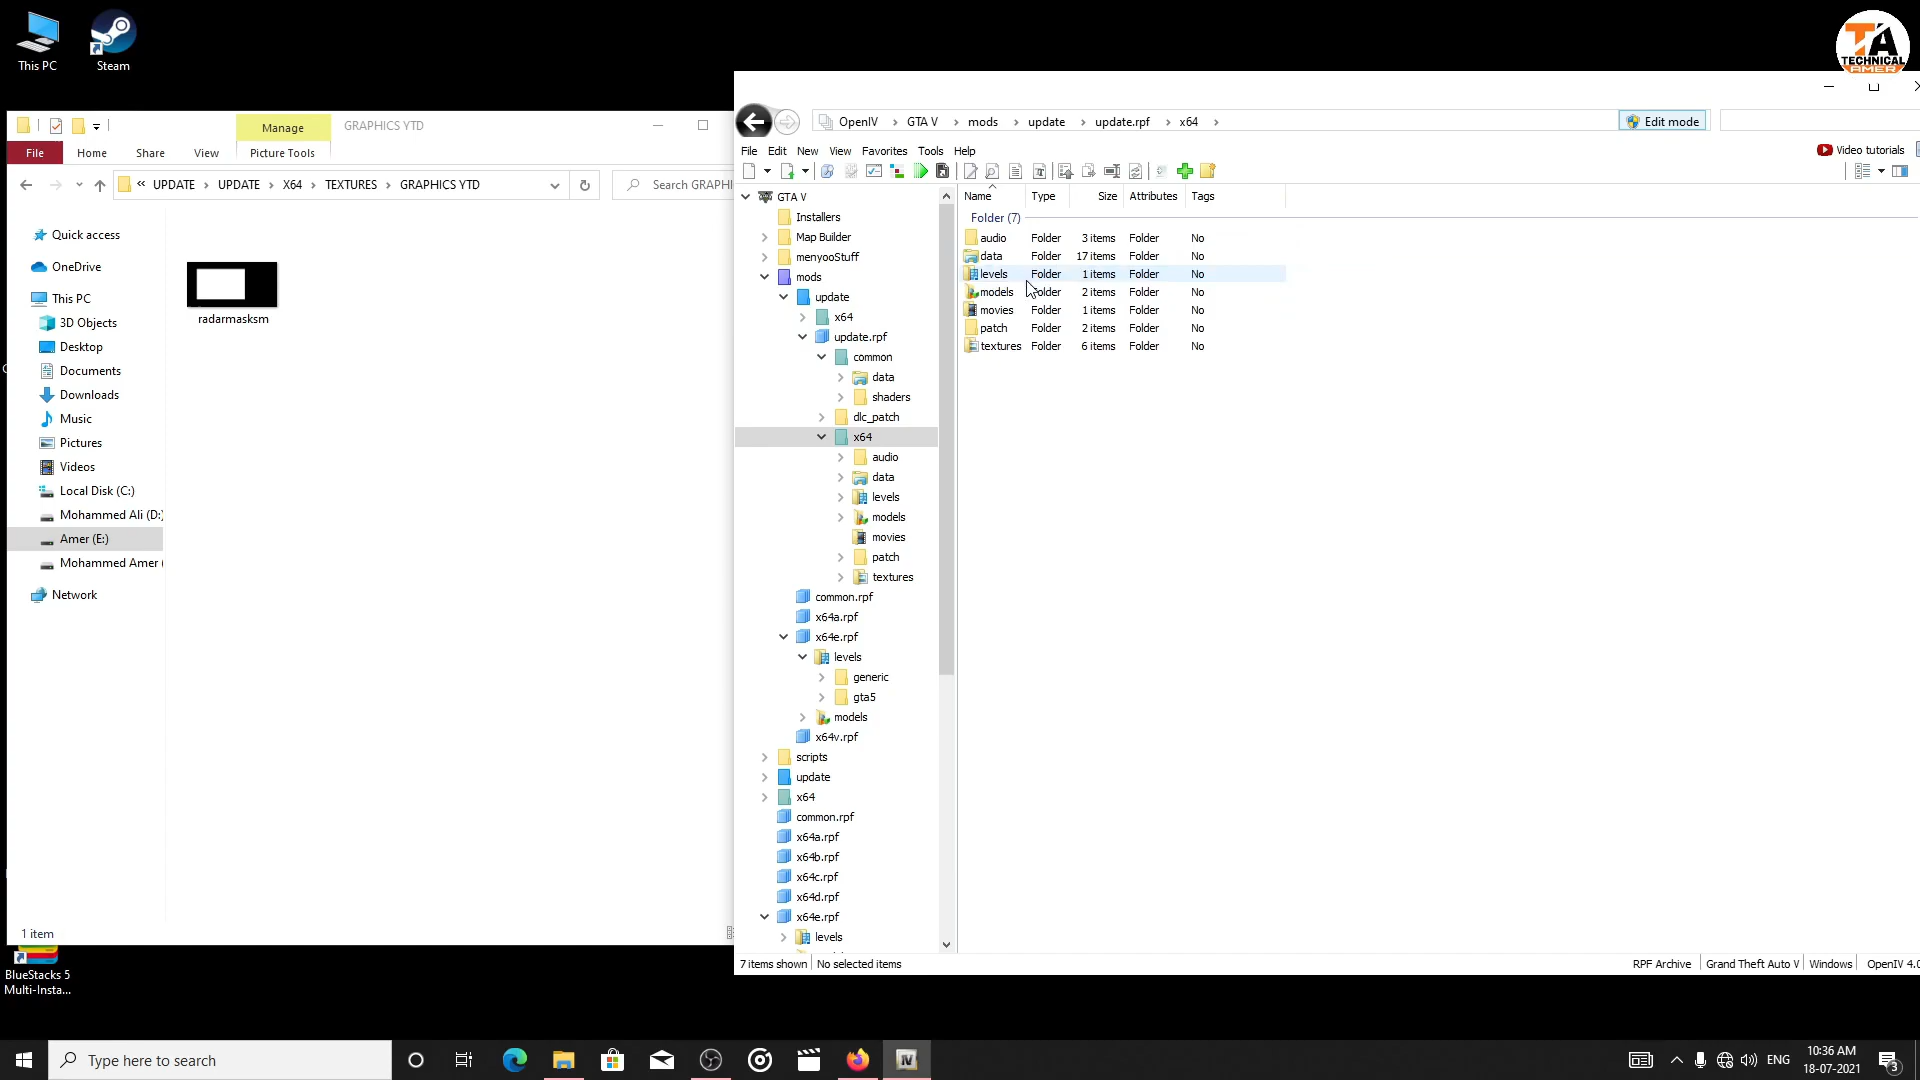 This PC
Steam
TECHNICAL
AMER
Manage
GRAPHICS YTD
File
Home
Share
View
Picture Tools
« UPDATE › UPDATE › X64 › TEXTURES › GRAPHICS YTD
Search GRAPHI
Quick access
OneDrive
This PC
3D Objects
Desktop
Documents
Downloads
Music
Pictures
Videos
Local Disk (C:)
Mohammed Ali (D:)
Amer (E:)
Mohammed Amer (
Network
radarmasksm
1 item
BlueStacks 5
Multi-Insta...
OpenIV › GTA V › mods › update › update.rpf › x64 ›
Edit mode
File Edit New View Favorites Tools Help
Video tutorials
GTA V
Installers
Map Builder
menyooStuff
mods
update
x64
update.rpf
common
data
shaders
dlc_patch
x64
audio
data
levels
models
movies
patch
textures
common.rpf
x64a.rpf
x64e.rpf
levels
generic
gta5
models
x64v.rpf
scripts
update
x64
common.rpf
x64a.rpf
x64b.rpf
x64c.rpf
x64d.rpf
x64e.rpf
levels
Name Type Size Attributes Tags
Folder (7)
audio Folder 3 items Folder No
data Folder 17 items Folder No
levels Folder 1 items Folder No
models Folder 2 items Folder No
movies Folder 1 items Folder No
patch Folder 2 items Folder No
textures Folder 6 items Folder No
7 items shown No selected items
RPF Archive Grand Theft Auto V Windows OpenIV 4.0
Type here to search
ENG
10:36 AM
18-07-2021
3